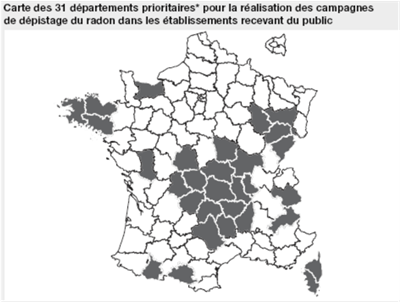 Carte des 31 départements prioritaires* pour la réalisation des campagnes
de dépistage du radon dans les établissements recevant du public